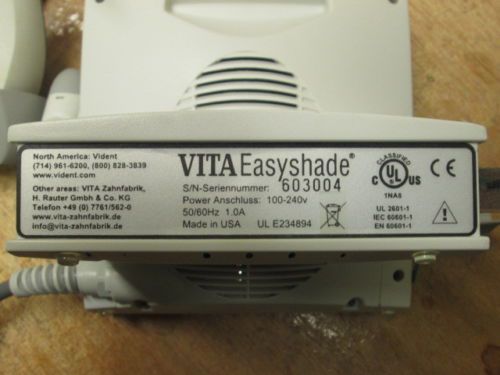 North America: Vident
(714) 961-6200, (800) 828-3839
www.vident.com
Other areas: VITA Zahnfabrik,
H. Rauter GmbH & Co. KG
Telefon +49 (0) 7761/562-0
www.vita-zahnfabrik.de
info@vita-zahnfabrik.de
VITA Easyshade®
S/N-Seriennummer: 603004
Power Anschluss: 100-240v
50/60Hz 1.0A
Made in USA UL E234894
CLASSIFIED
C UL US
®
1NA8
UL 2601-1
IEC 60601-1
EN 60601-1